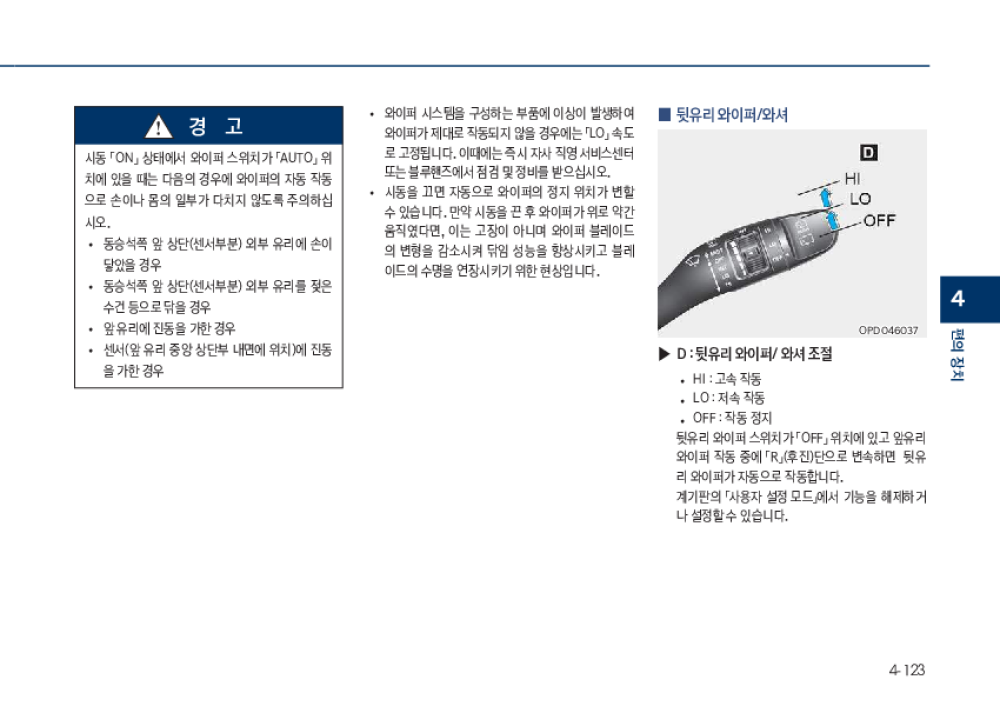 경 고
시동 「ON」 상태에서 와이퍼 스위치가 「AUTO」 위
치에 있을 때는 다음의 경우에 와이퍼의 자동 작동
으로 손이나 몸의 일부가 다치지 않도록 주의하십
시오.
• 동승석쪽 앞 상단(센서부분) 외부 유리에 손이
닿았을 경우
• 동승석쪽 앞 상단(센서부분) 외부 유리를 젖은
수건 등으로 닦을 경우
• 앞 유리에 진동을 가한 경우
• 센서(앞 유리 중앙 상단부 내면에 위치)에 진동
을 가한 경우
• 와이퍼 시스템을 구성하는 부품에 이상이 발생하여
와이퍼가 제대로 작동되지 않을 경우에는 「LO」 속도
로 고정됩니다. 이때에는 즉시 자사 직영 서비스센터
또는 블루핸즈에서 점검 및 정비를 받으십시오.
• 시동을 끄면 자동으로 와이퍼의 정지 위치가 변할
수 있습니다. 만약 시동을 끈 후 와이퍼가 위로 약간
움직였다면, 이는 고장이 아니며 와이퍼 블레이드
의 변형을 감소시켜 닦임 성능을 향상시키고 블레
이드의 수명을 연장시키기 위한 현상입니다.
■ 뒷유리 와이퍼/와셔
D
HI
LO
OFF
OPD046037
▶ D : 뒷유리 와이퍼/ 와셔 조절
• HI : 고속 작동
• LO : 저속 작동
• OFF : 작동 정지
뒷유리 와이퍼 스위치가 「OFF」 위치에 있고 앞유리
와이퍼 작동 중에 「R」(후진)단으로 변속하면 뒷유
리 와이퍼가 자동으로 작동합니다.
계기판의 「사용자 설정 모드」에서 기능을 해제하거
나 설정할 수 있습니다.
4
편의 장치
4-123